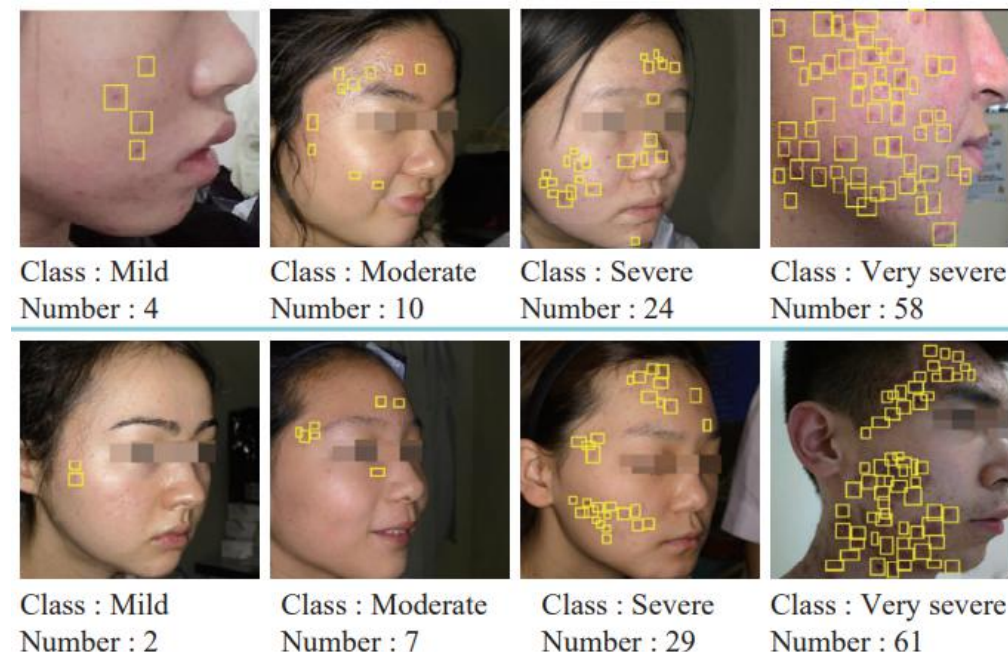 Class : Mild
Number : 4
Class : Moderate
Number : 10
Class : Severe
Number : 24
Class : Very severe
Number : 58
Class : Mild
Number : 2
Class : Moderate
Number : 7
Class : Severe
Number : 29
Class : Very severe
Number : 61